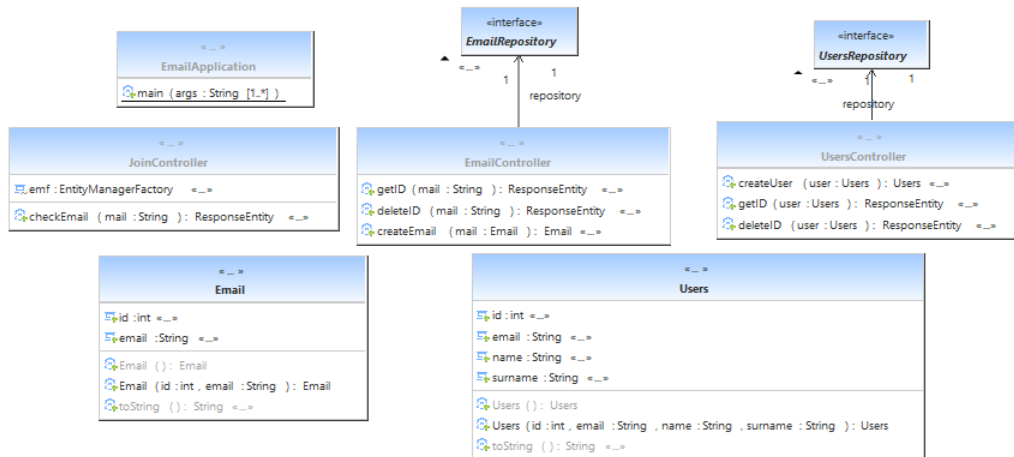 «... »
EmailApplication
main (args : String [1..*] )
«interface»
EmailRepository
«...»
1
1
repository
«interface»
UsersRepository
«... »
1
1
repository
«... »
JoinController
emf : EntityManagerFactory «...»
checkEmail ( mail : String ) : ResponseEntity «...»
«... »
EmailController
getID ( mail : String ) : ResponseEntity «...»
deleteID ( mail : String ) : ResponseEntity «...»
createEmail ( mail : Email ) : Email «...»
«... »
UsersController
createUser ( user : Users ) : Users «...»
getID ( user : Users ) : ResponseEntity «...»
deleteID ( user : Users ) : ResponseEntity «...»
«... »
Email
id : int «...»
email : String «...»
Email ( ) : Email
Email ( id : int , email : String ) : Email
toString ( ) : String «...»
«... »
Users
id : int «...»
email : String «...»
name : String «...»
surname : String «...»
Users ( ) : Users
Users ( id : int , email : String , name : String , surname : String ) : Users
toString ( ) : String «...»